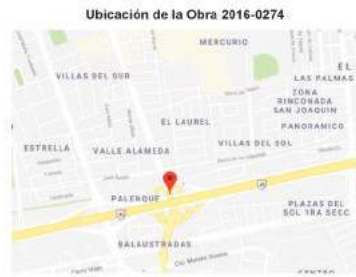 Ubicación de la Obra 2016-0274
MERCURIO
EL
VILLAS DEL SUR
LAS PALMAS
ZONA
RINCONADA
SAN JOAQUIN
EL LAUREL
PANORAMICO
ESTRELLA
VILLAS DEL SOL
VALLE ALAMEDA
PALENQUE
PLAZAS DEL
SOL 1RA SECC
BALAUSTRADAS